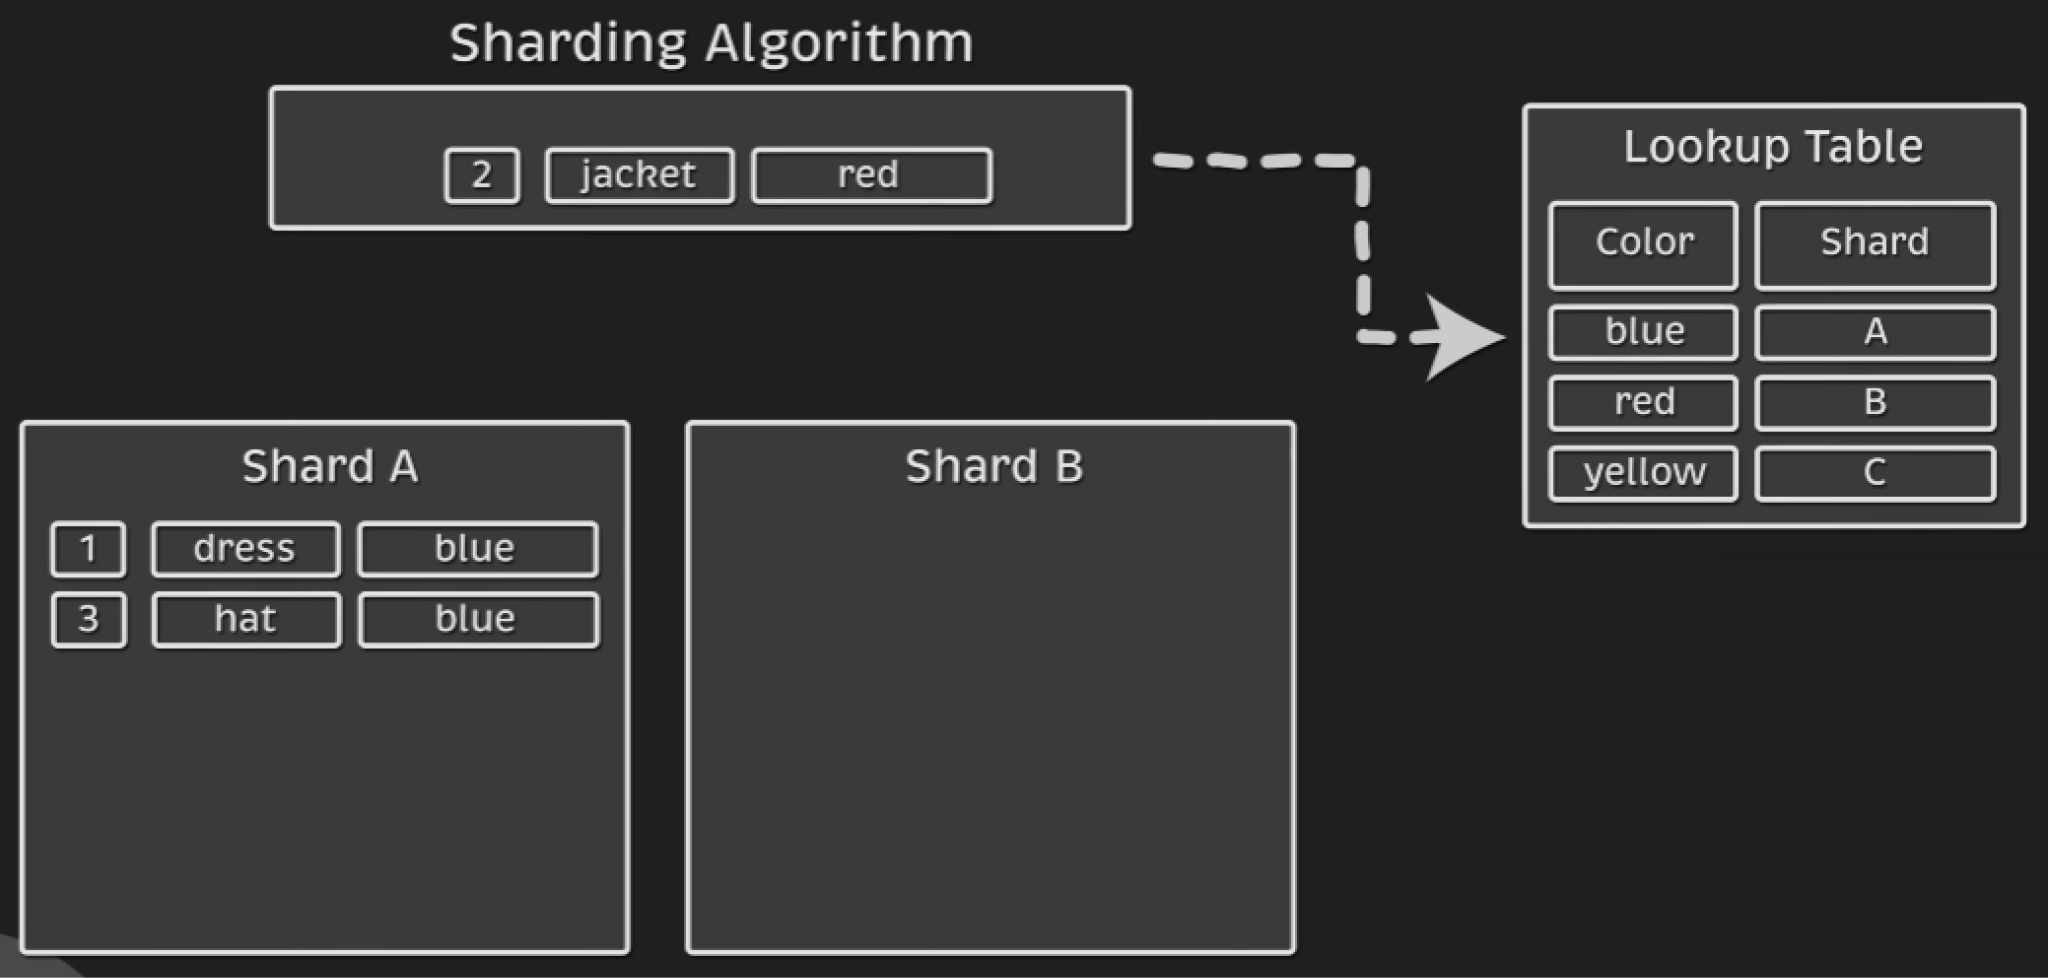 Sharding Algorithm
2 jacket red
Lookup Table
Color Shard
blue A
red B
yellow C
Shard A
1 dress blue
3 hat blue
Shard B